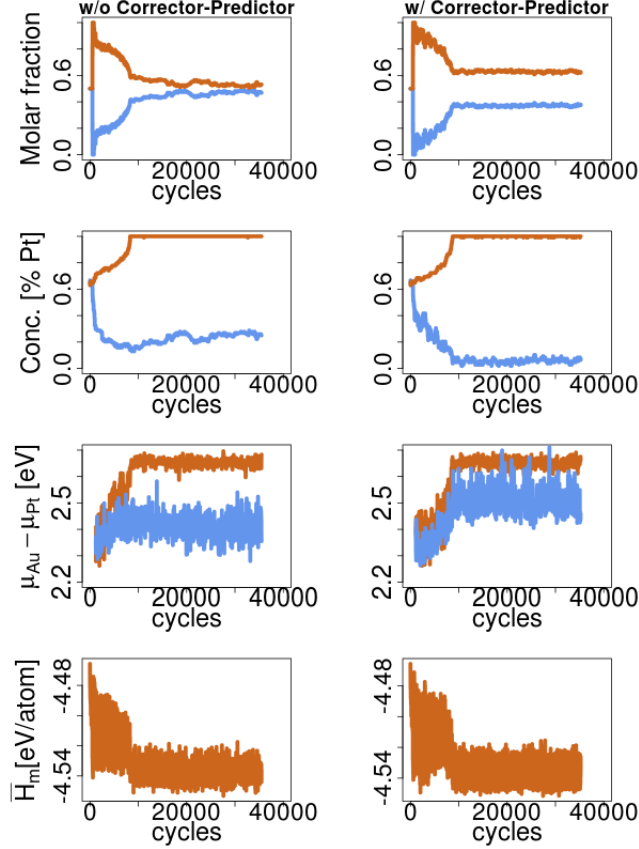 w/o Corrector-Predictor
w/ Corrector-Predictor
Molar fraction
0.0 0.6
0 20000 40000
cycles
0.0 0.6
0 20000 40000
cycles
Conc. [% Pt]
0.0 0.6
0 20000 40000
cycles
0.0 0.6
0 20000 40000
cycles
μAu − μPt [eV]
2.2 2.5
0 20000 40000
cycles
2.2 2.5
0 20000 40000
cycles
Hm[eV/atom]
-4.54 -4.48
0 20000 40000
cycles
-4.54 -4.48
0 20000 40000
cycles